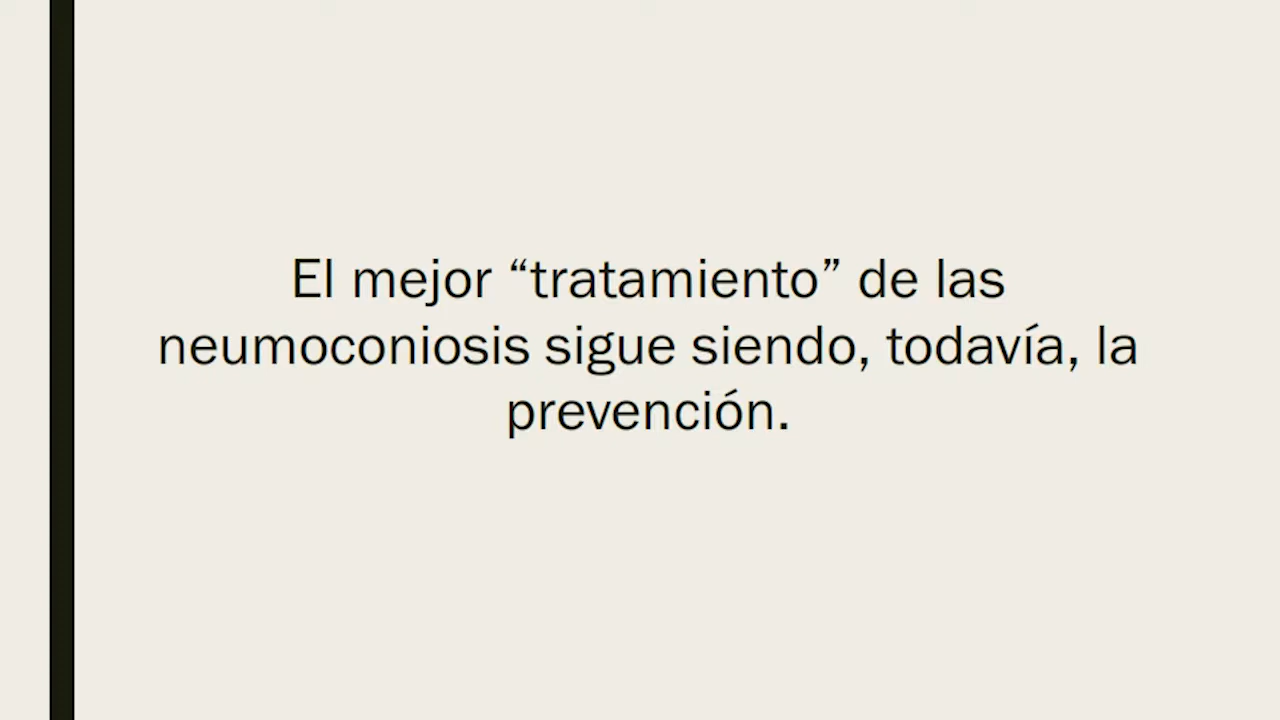 El mejor “tratamiento” de las
neumoconiosis sigue siendo, todavía, la
prevención.